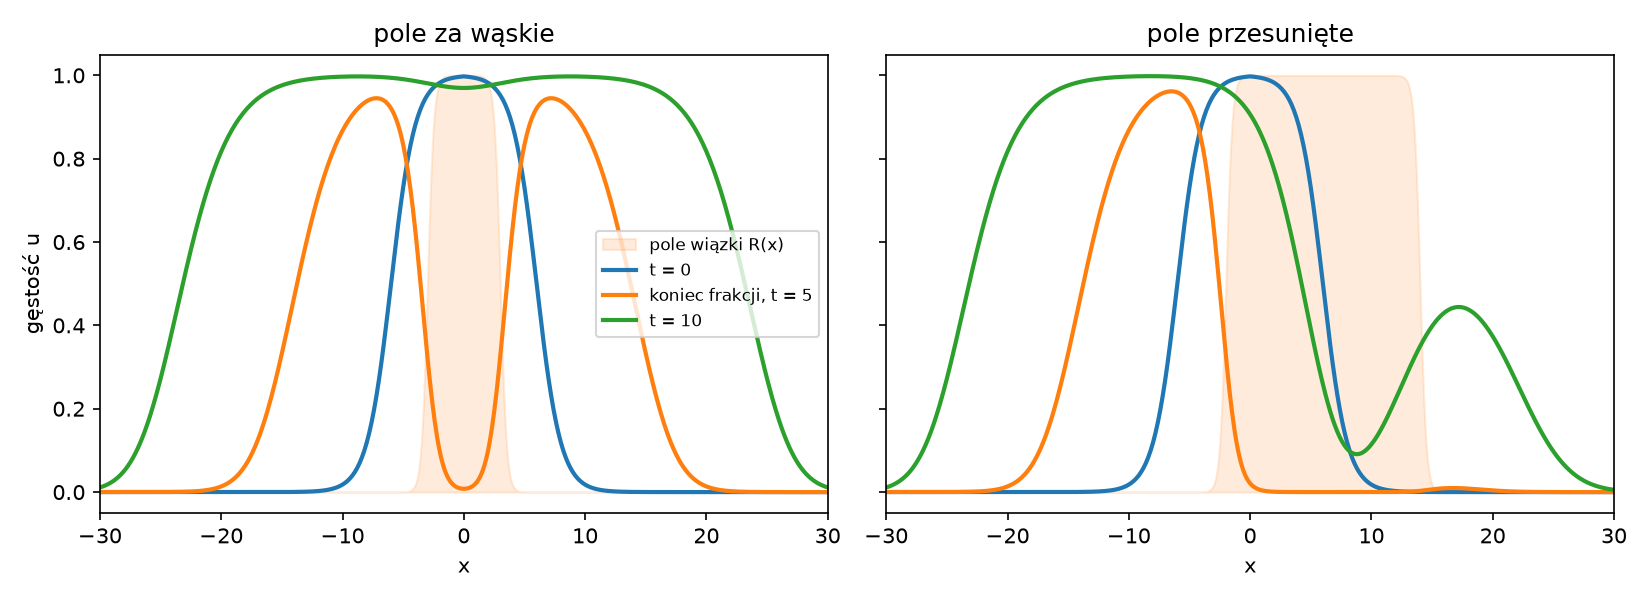 pole za wąskie
gęstość u
1.0
0.8
0.6
0.4
0.2
0.0
pole wiązki R(x)
t = 0
koniec frakcji, t = 5
t = 10
−30 −20 −10 0 10 20 30
x
pole przesunięte
−30 −20 −10 0 10 20 30
x